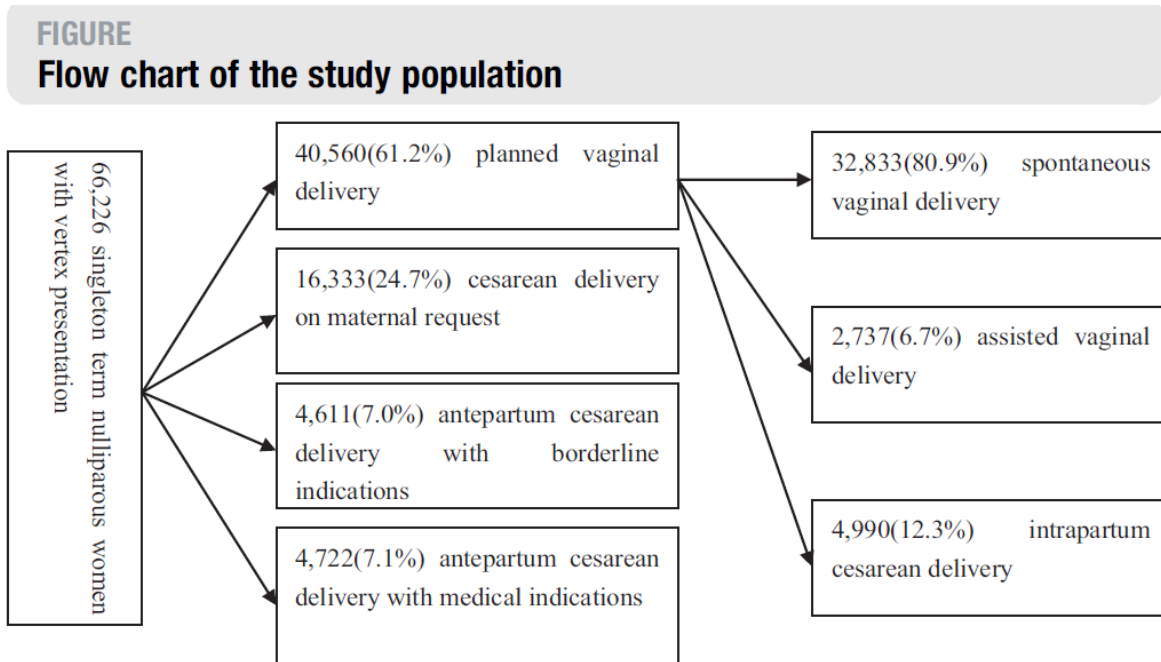 FIGURE
Flow chart of the study population
66,226 singleton term nulliparous women
with vertex presentation
40,560(61.2%) planned vaginal
delivery
16,333(24.7%) cesarean delivery
on maternal request
4,611(7.0%) antepartum cesarean
delivery with borderline
indications
4,722(7.1%) antepartum cesarean
delivery with medical indications
32,833(80.9%) spontaneous
vaginal delivery
2,737(6.7%) assisted vaginal
delivery
4,990(12.3%) intrapartum
cesarean delivery